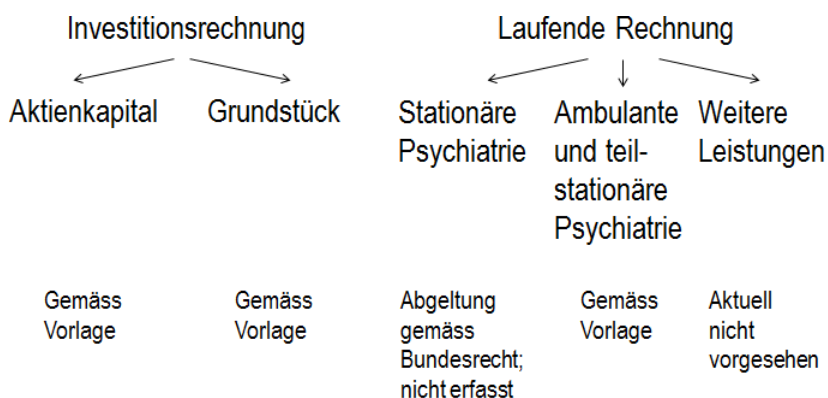 Investitionsrechnung
Laufende Rechnung
Aktienkapital
Grundstück
Stationäre
Psychiatrie
Ambulante
und teil-
stationäre
Psychiatrie
Weitere
Leistungen
Gemäss
Vorlage
Gemäss
Vorlage
Abgeltung
gemäss
Bundesrecht;
nicht erfasst
Gemäss
Vorlage
Aktuell
nicht
vorgesehen